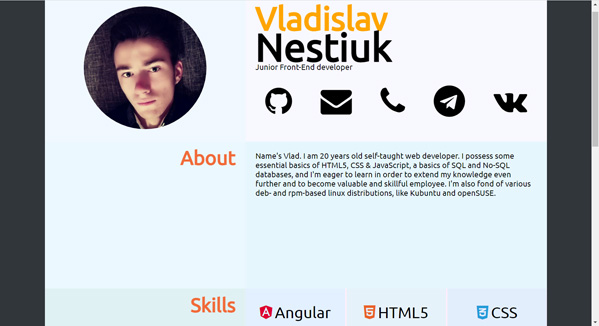 Vladislav
Nestiuk
Junior Front-End developer
About
Name's Vlad. I am 20 years old self-taught web developer. I possess some
essential basics of HTML5, CSS & JavaScript, a basics of SQL and No-SQL
databases, and I'm eager to learn in order to extend my knowledge even
further and to become valuable and skillful employee. I'm also fond of various
deb- and rpm-based linux distributions, like Kubuntu and openSUSE.
Skills
Angular
HTML5
CSS